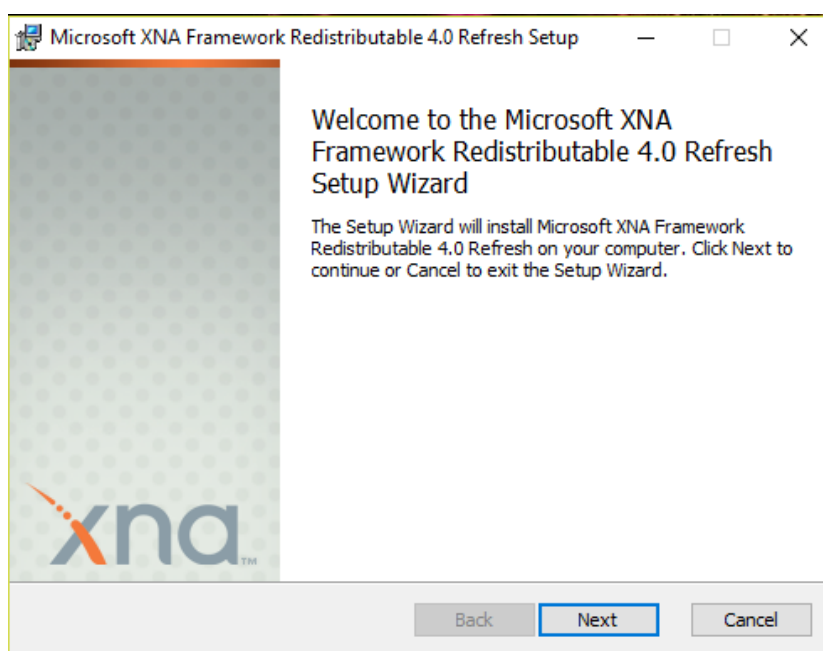 Microsoft XNA Framework Redistributable 4.0 Refresh Setup
Welcome to the Microsoft XNA
Framework Redistributable 4.0 Refresh
Setup Wizard
The Setup Wizard will install Microsoft XNA Framework
Redistributable 4.0 Refresh on your computer. Click Next to
continue or Cancel to exit the Setup Wizard.
xna™
Back Next Cancel